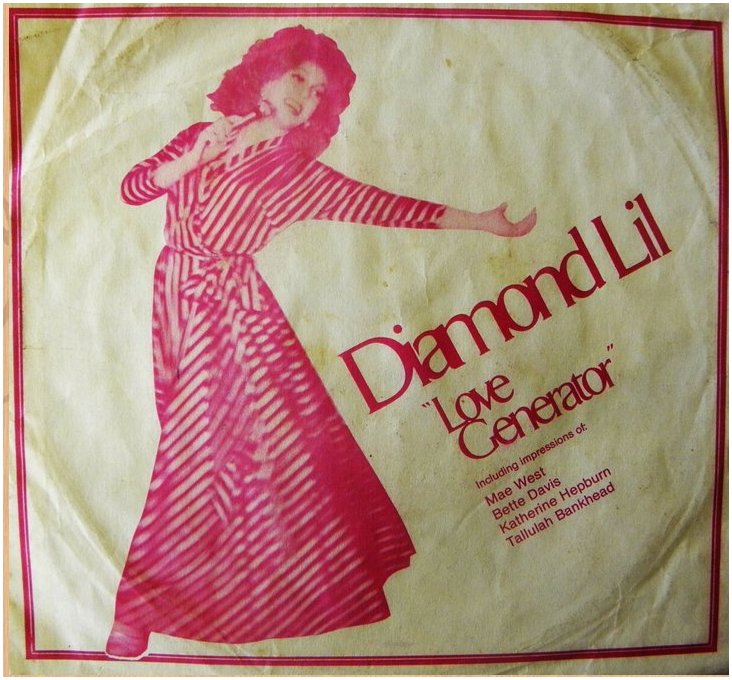 Diamond Lil
"Love
Generator"
Including impressions of:
Mae West
Bette Davis
Katherine Hepburn
Tallulah Bankhead